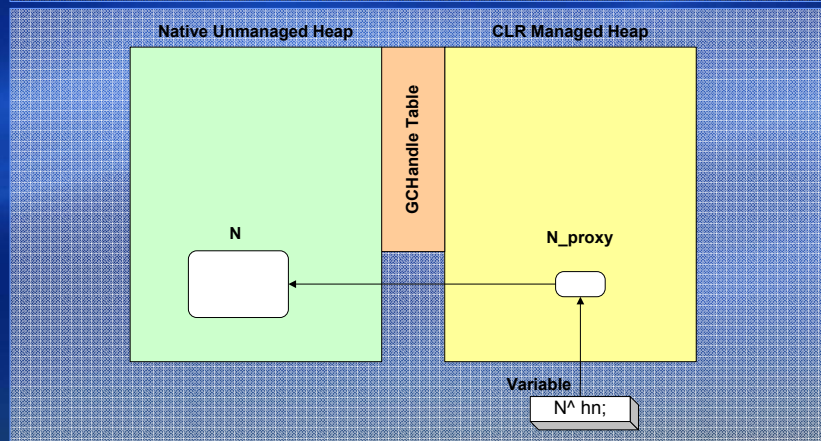 Native Unmanaged Heap
CLR Managed Heap
GCHandle Table
N
N_proxy
Variable
N^ hn;